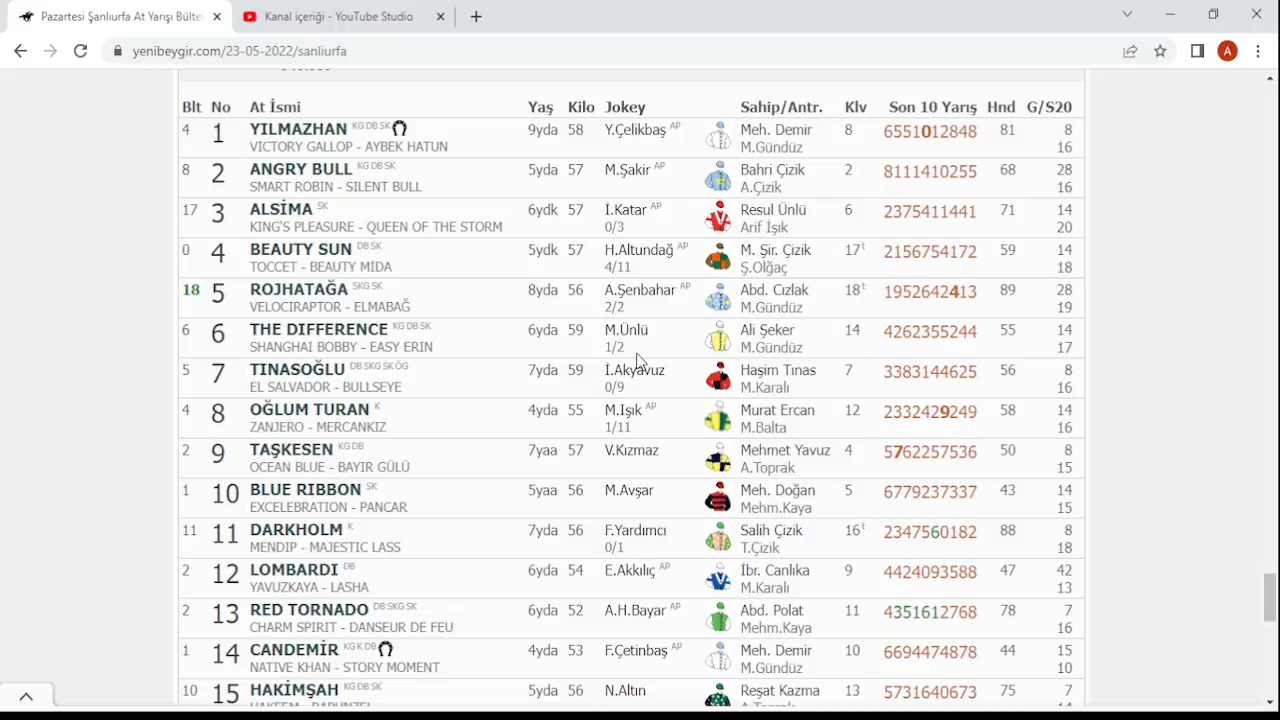 Pazartesi Şanlıurfa At Yarışı Bülte
Kanal içeriği - YouTube Studio
yenibeygir.com/23-05-2022/sanliurfa
A
Blt No At İsmi Yaş Kilo Jokey Sahip/Antr. Klv Son 10 Yarış Hnd G/S20
4 1 YILMAZHAN KG DB SK 9yda 58 Y.Çelikbaş AP Meh. Demir 8 6551012848 81 8
VICTORY GALLOP - AYBEK HATUN M.Gündüz 16
8 2 ANGRY BULL KG DB SK 5yda 57 M.Şakir AP Bahri Çizik 2 8111410255 68 28
SMART ROBIN - SILENT BULL A.Çizik 16
17 3 ALSİMA SK 6ydk 57 İ.Katar AP Resul Ünlü 6 2375411441 71 14
KING'S PLEASURE - QUEEN OF THE STORM 0/3 Arif Işık 20
0 4 BEAUTY SUN DB SK 5ydk 57 H.Altundağ AP M. Şir. Çizik 17t 2156754172 59 14
TOCCET - BEAUTY MİDA 4/11 Ş.Olğaç 18
18 5 ROJHATAĞA SKG SK 8yda 56 A.Şenbahar AP Abd. Cızlak 18t 1952642413 89 28
VELOCIRAPTOR - ELMABAĞ 2/2 M.Gündüz 19
6 6 THE DIFFERENCE KG DB SK 6yda 59 M.Ünlü Ali Şeker 14 4262355244 55 14
SHANGHAI BOBBY - EASY ERIN 1/2 M.Gündüz 17
5 7 TINASOĞLU DB SKG SK ÖG 7yda 59 İ.Akyavuz Haşim Tınas 7 3383144625 56 8
EL SALVADOR - BULLSEYE 0/9 M.Karalı 16
4 8 OĞLUM TURAN K 4yda 55 M.Işık AP Murat Ercan 12 2332429249 58 14
ZANJERO - MERCANKIZ 1/11 M.Balta 16
2 9 TAŞKESEN KG DB 7yaa 57 V.Kızmaz Mehmet Yavuz 4 5762257536 50 8
OCEAN BLUE - BAYIR GÜLÜ A.Toprak 15
1 10 BLUE RIBBON SK 5yaa 56 M.Avşar Meh. Doğan 5 6779237337 43 14
EXCELEBRATION - PANCAR Mehm.Kaya 15
11 11 DARKHOLM K 7yda 56 F.Yardımcı Salih Çizik 16t 2347560182 88 8
MENDIP - MAJESTIC LASS 0/1 T.Çizik 18
2 12 LOMBARDI DB 6yda 54 E.Akkılıç AP İbr. Canlıka 9 4424093588 47 42
YAVUZKAYA - LASHA M.Karalı 13
2 13 RED TORNADO DB SKG SK 6yda 52 A.H.Bayar AP Abd. Polat 11 4351612768 78 7
CHARM SPIRIT - DANSEUR DE FEU Mehm.Kaya 16
1 14 CANDEMİR KG K DB 4yda 53 F.Çetinbaş AP Meh. Demir 10 6694474878 44 15
NATIVE KHAN - STORY MOMENT M.Gündüz 10
10 15 HAKİMŞAH KG DB SK 5yda 56 N.Altın Reşat Kazma 13 5731640673 75 7